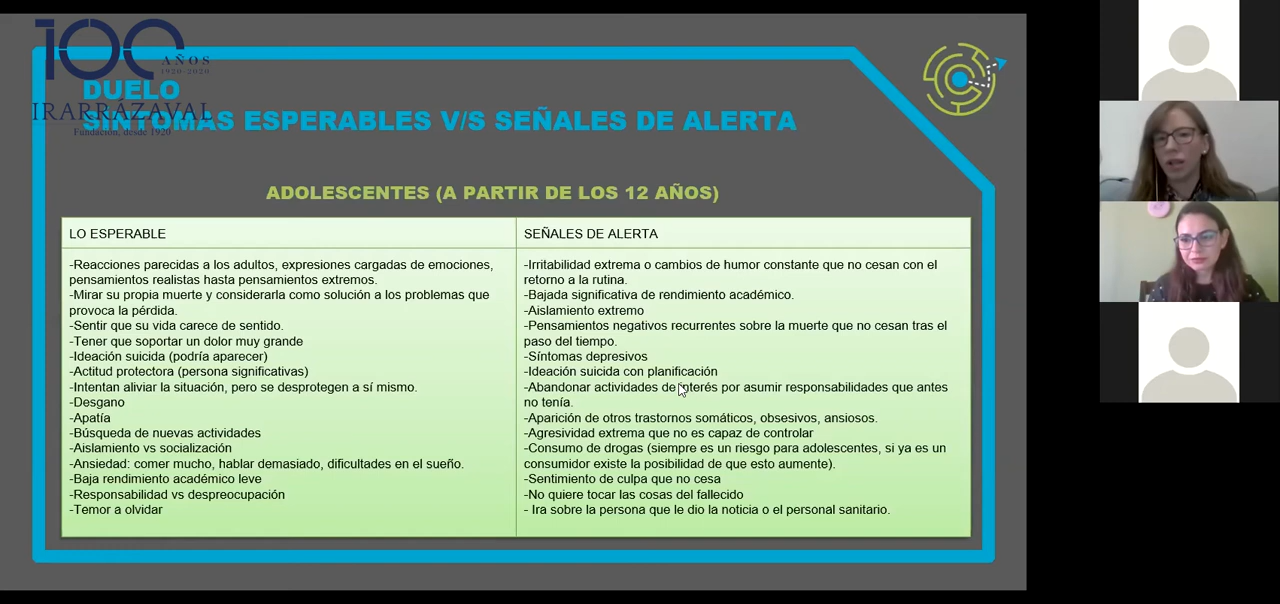 100
AÑOS
1920-2020
IRARRÁZAVAL
Fundación, desde 1920
DUELO
SÍNTOMAS ESPERABLES V/S SEÑALES DE ALERTA
ADOLESCENTES (A PARTIR DE LOS 12 AÑOS)
LO ESPERABLE
-Reacciones parecidas a los adultos, expresiones cargadas de emociones,
pensamientos realistas hasta pensamientos extremos.
-Mirar su propia muerte y considerarla como solución a los problemas que
provoca la pérdida.
-Sentir que su vida carece de sentido.
-Tener que soportar un dolor muy grande
-Ideación suicida (podría aparecer)
-Actitud protectora (persona significativas)
-Intentan aliviar la situación, pero se desprotegen a sí mismo.
-Desgano
-Apatía
-Búsqueda de nuevas actividades
-Aislamiento vs socialización
-Ansiedad: comer mucho, hablar demasiado, dificultades en el sueño.
-Baja rendimiento académico leve
-Responsabilidad vs despreocupación
-Temor a olvidar
SEÑALES DE ALERTA
-Irritabilidad extrema o cambios de humor constante que no cesan con el
retorno a la rutina.
-Bajada significativa de rendimiento académico.
-Aislamiento extremo
-Pensamientos negativos recurrentes sobre la muerte que no cesan tras el
paso del tiempo.
-Síntomas depresivos
-Ideación suicida con planificación
-Abandonar actividades de interés por asumir responsabilidades que antes
no tenía.
-Aparición de otros trastornos somáticos, obsesivos, ansiosos.
-Agresividad extrema que no es capaz de controlar
-Consumo de drogas (siempre es un riesgo para adolescentes, si ya es un
consumidor existe la posibilidad de que esto aumente).
-Sentimiento de culpa que no cesa
-No quiere tocar las cosas del fallecido
- Ira sobre la persona que le dio la noticia o el personal sanitario.